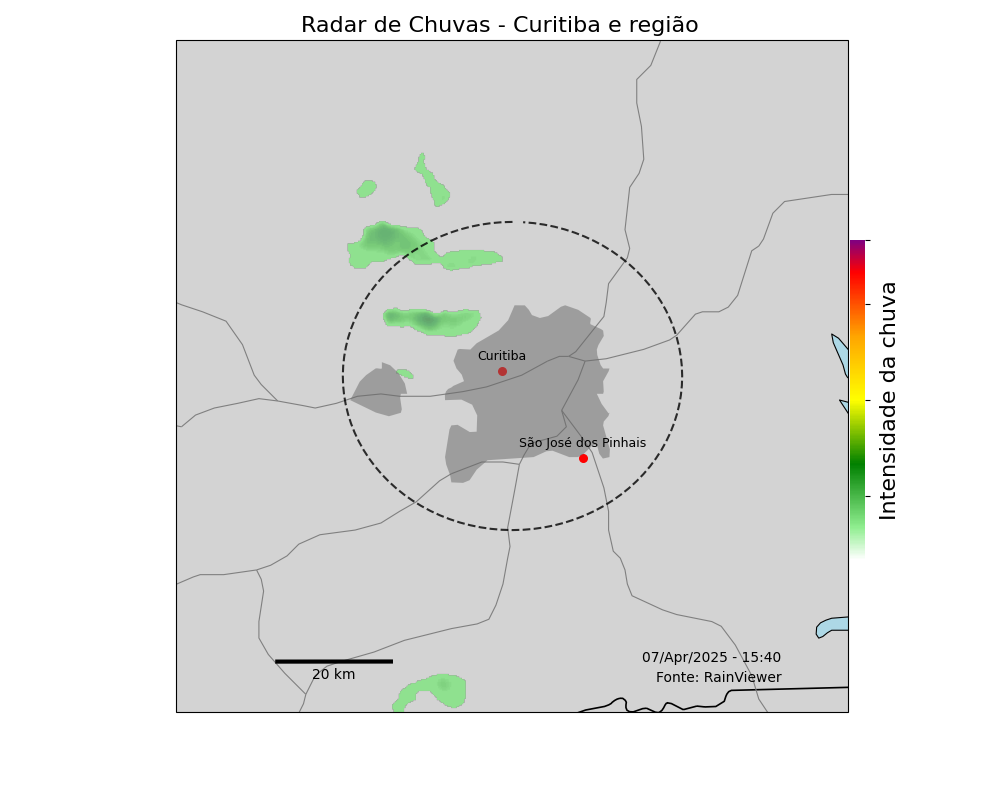 Radar de Chuvas - Curitiba e região
Curitiba
São José dos Pinhais
Intensidade da chuva
07/Apr/2025 - 15:40
Fonte: RainViewer
20 km